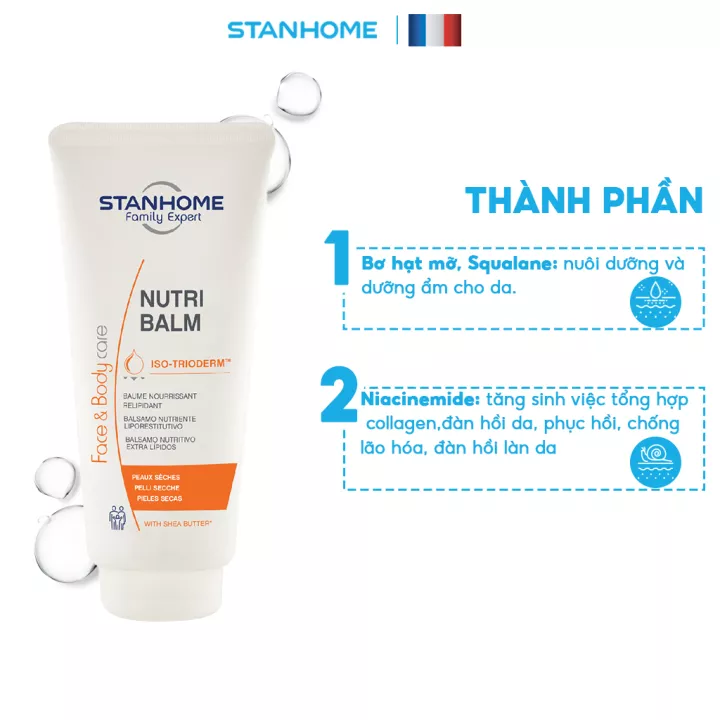 STANHOME
STANHOME
Family Expert
NUTRI
BALM
ISO-TRIODERM™
Face & Body care
BAUME NOURRISSANT
RELIPIDANT
BALSAMO NUTRIENTE
LIPORESTITUTIVO
BALSAMO NUTRITIVO
EXTRA LÍPIDOS
PEAUX SÈCHES
PELLI SECCHE
PIELES SECAS
WITH SHEA BUTTER*
THÀNH PHẦN
1
Bơ hạt mỡ, Squalane: nuôi dưỡng và
dưỡng ẩm cho da.
2
Niacinemide: tăng sinh việc tổng hợp
collagen,đàn hồi da, phục hồi, chống
lão hóa, đàn hồi làn da